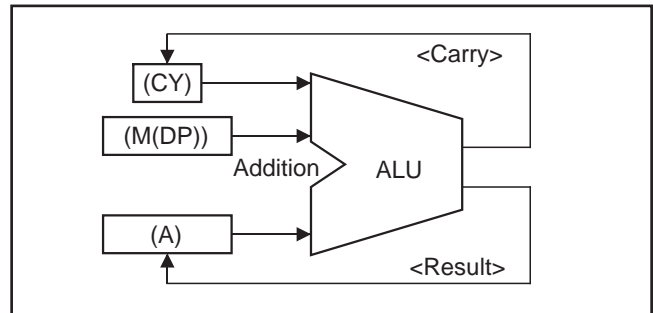 <Carry>
(CY)
(M(DP))
Addition
ALU
(A)
<Result>